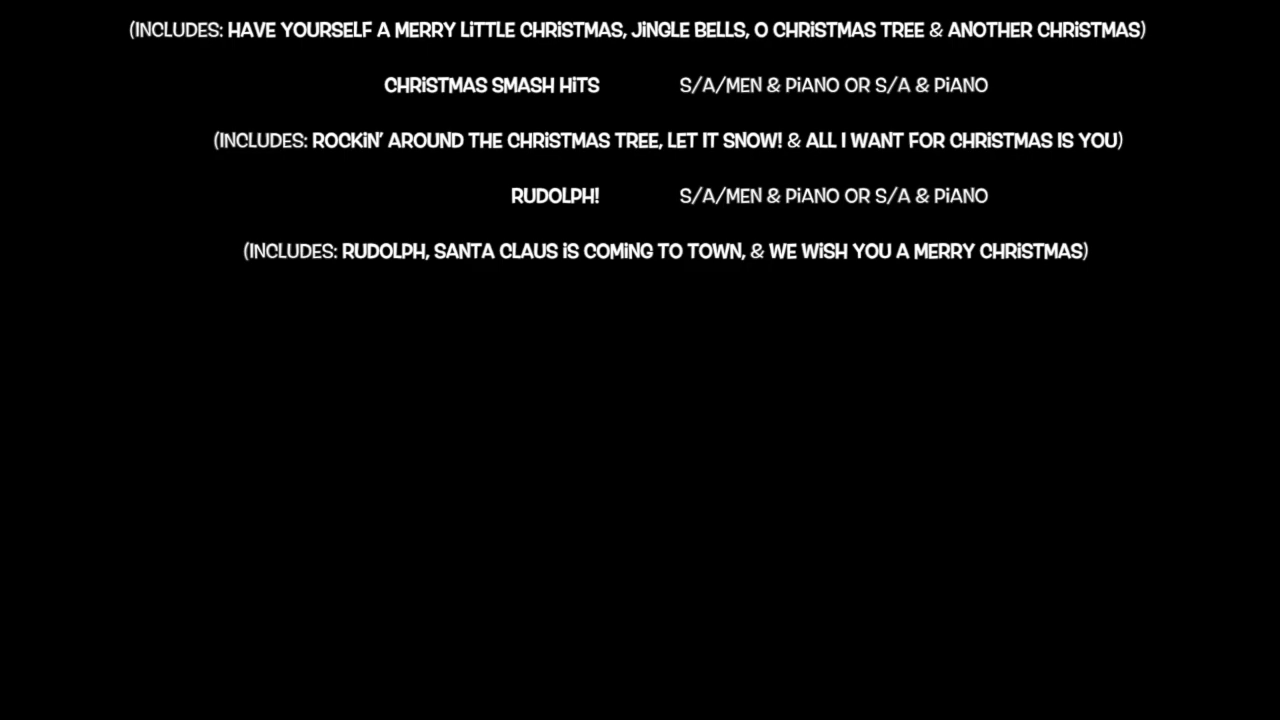 (INCLUDES: HAVE YOURSELF A MERRY LiTTLE CHRiSTMAS, JiNGLE BELLS, O CHRiSTMAS TREE & ANOTHER CHRiSTMAS)
CHRiSTMAS SMASH HiTS S/A/MEN & PiANO OR S/A & PiANO
(INCLUDES: ROCKiN' AROUND THE CHRiSTMAS TREE, LET IT SNOW! & ALL I WANT FOR CHRiSTMAS IS YOU)
RUDOLPH! S/A/MEN & PiANO OR S/A & PiANO
(INCLUDES: RUDOLPH, SANTA CLAUS iS COMiNG TO TOWN, & WE WiSH YOU A MERRY CHRiSTMAS)